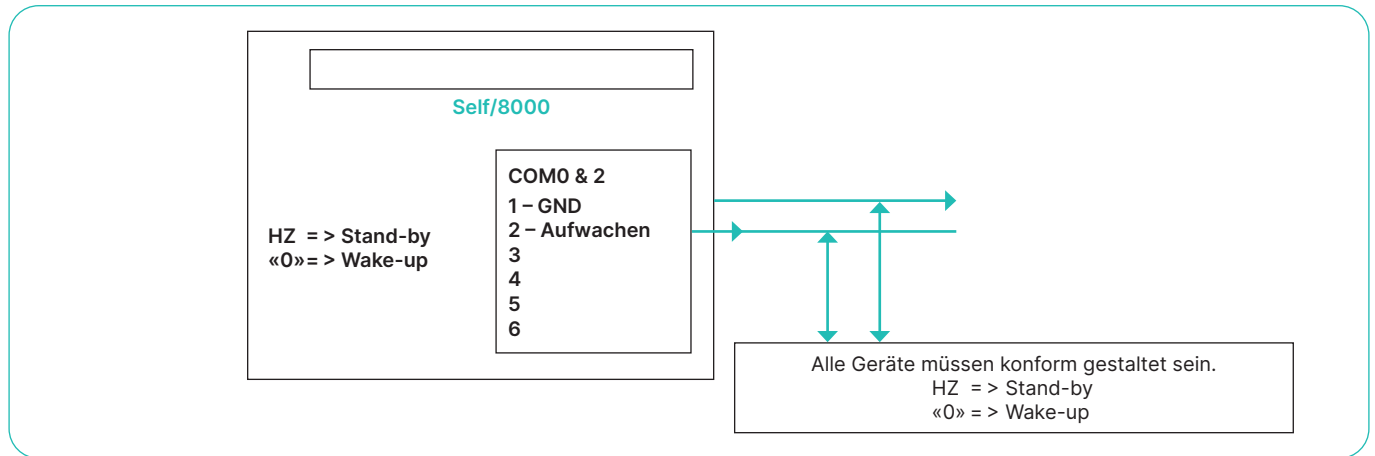 Self/8000
COM0 & 2
1 – GND
2 – Aufwachen
3
4
5
6
HZ = > Stand-by
«0»= > Wake-up
Alle Geräte müssen konform gestaltet sein.
HZ = > Stand-by
«0» = > Wake-up